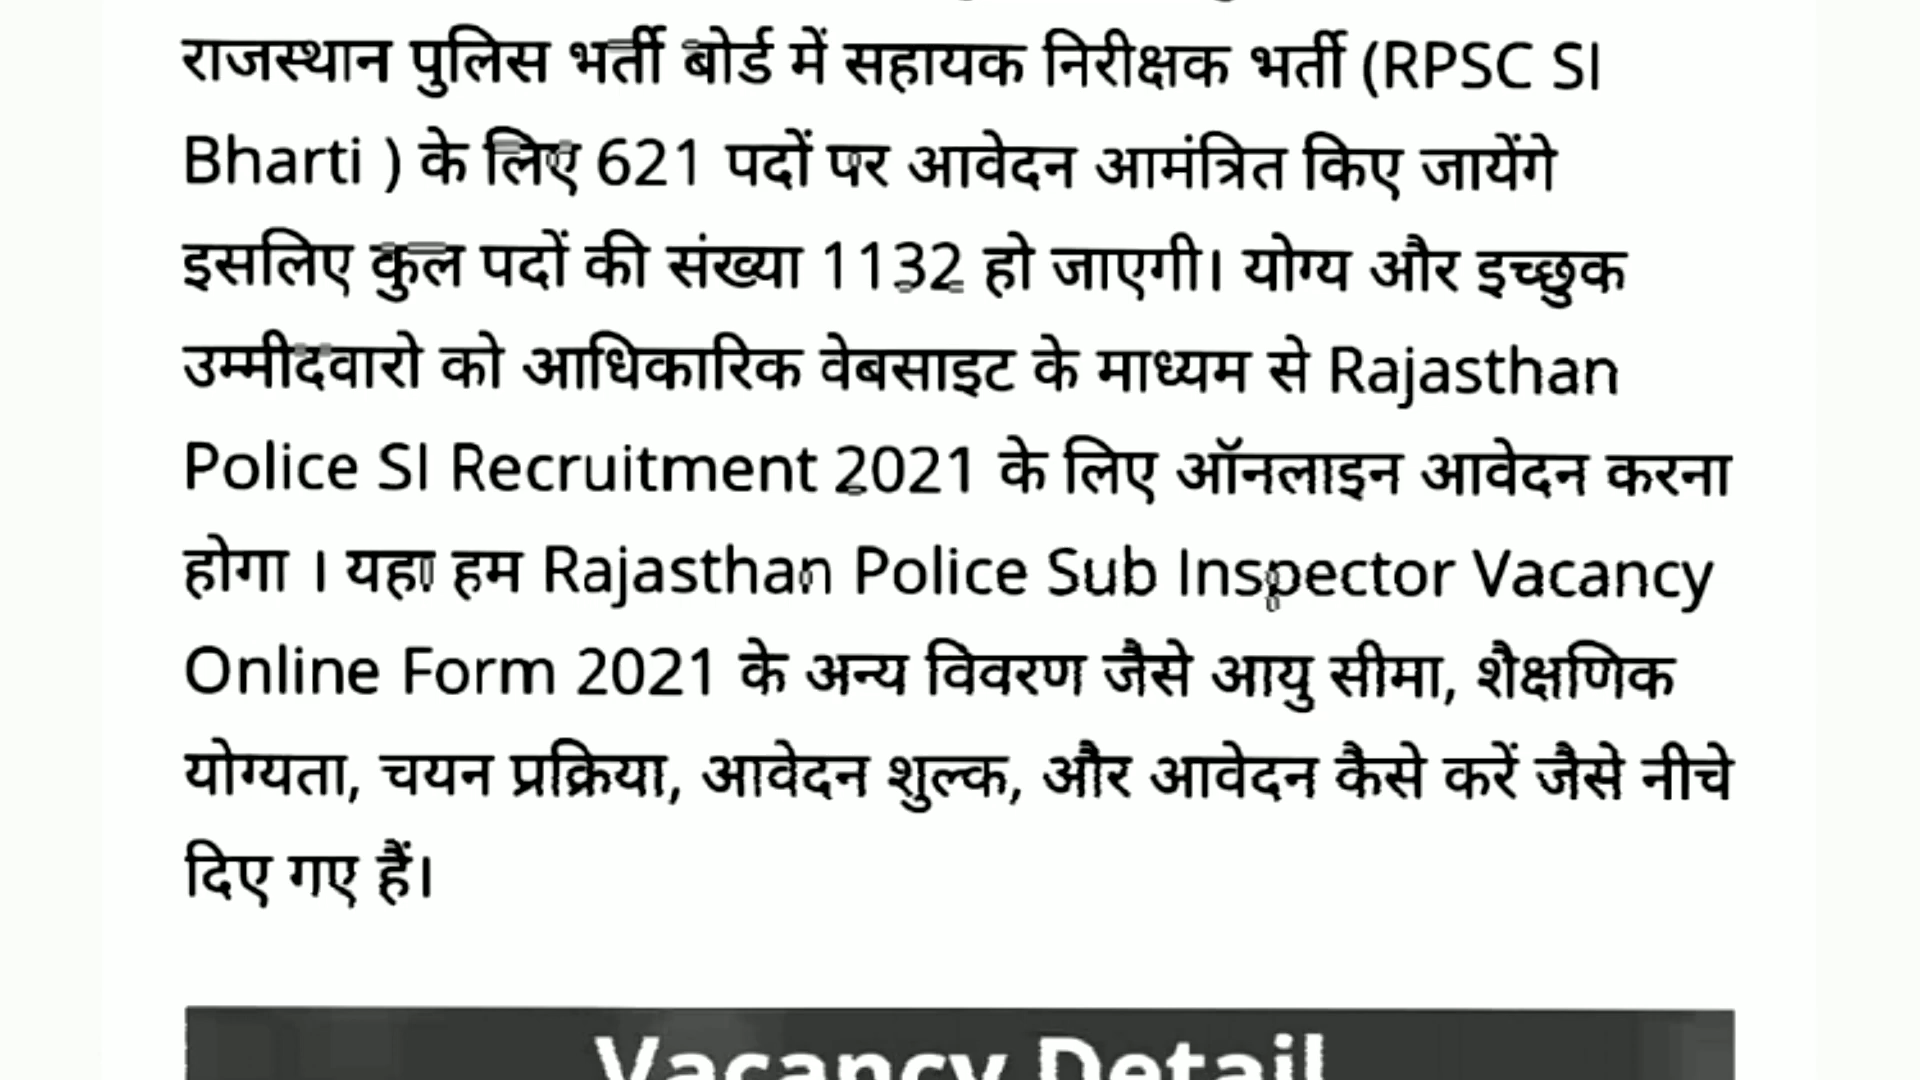 राजस्थान पुलिस भर्ती बोर्ड में सहायक निरीक्षक भर्ती (RPSC SI
Bharti ) के लिए 621 पदों पर आवेदन आमंत्रित किए जायेंगे
इसलिए कुल पदों की संख्या 1132 हो जाएगी। योग्य और इच्छुक
उम्मीदवारो को आधिकारिक वेबसाइट के माध्यम से Rajasthan
Police SI Recruitment 2021 के लिए ऑनलाइन आवेदन करना
होगा । यहा हम Rajasthan Police Sub Inspector Vacancy
Online Form 2021 के अन्य विवरण जैसे आयु सीमा, शैक्षणिक
योग्यता, चयन प्रक्रिया, आवेदन शुल्क, और आवेदन कैसे करें जैसे नीचे
दिए गए हैं।
Vacancy Detail